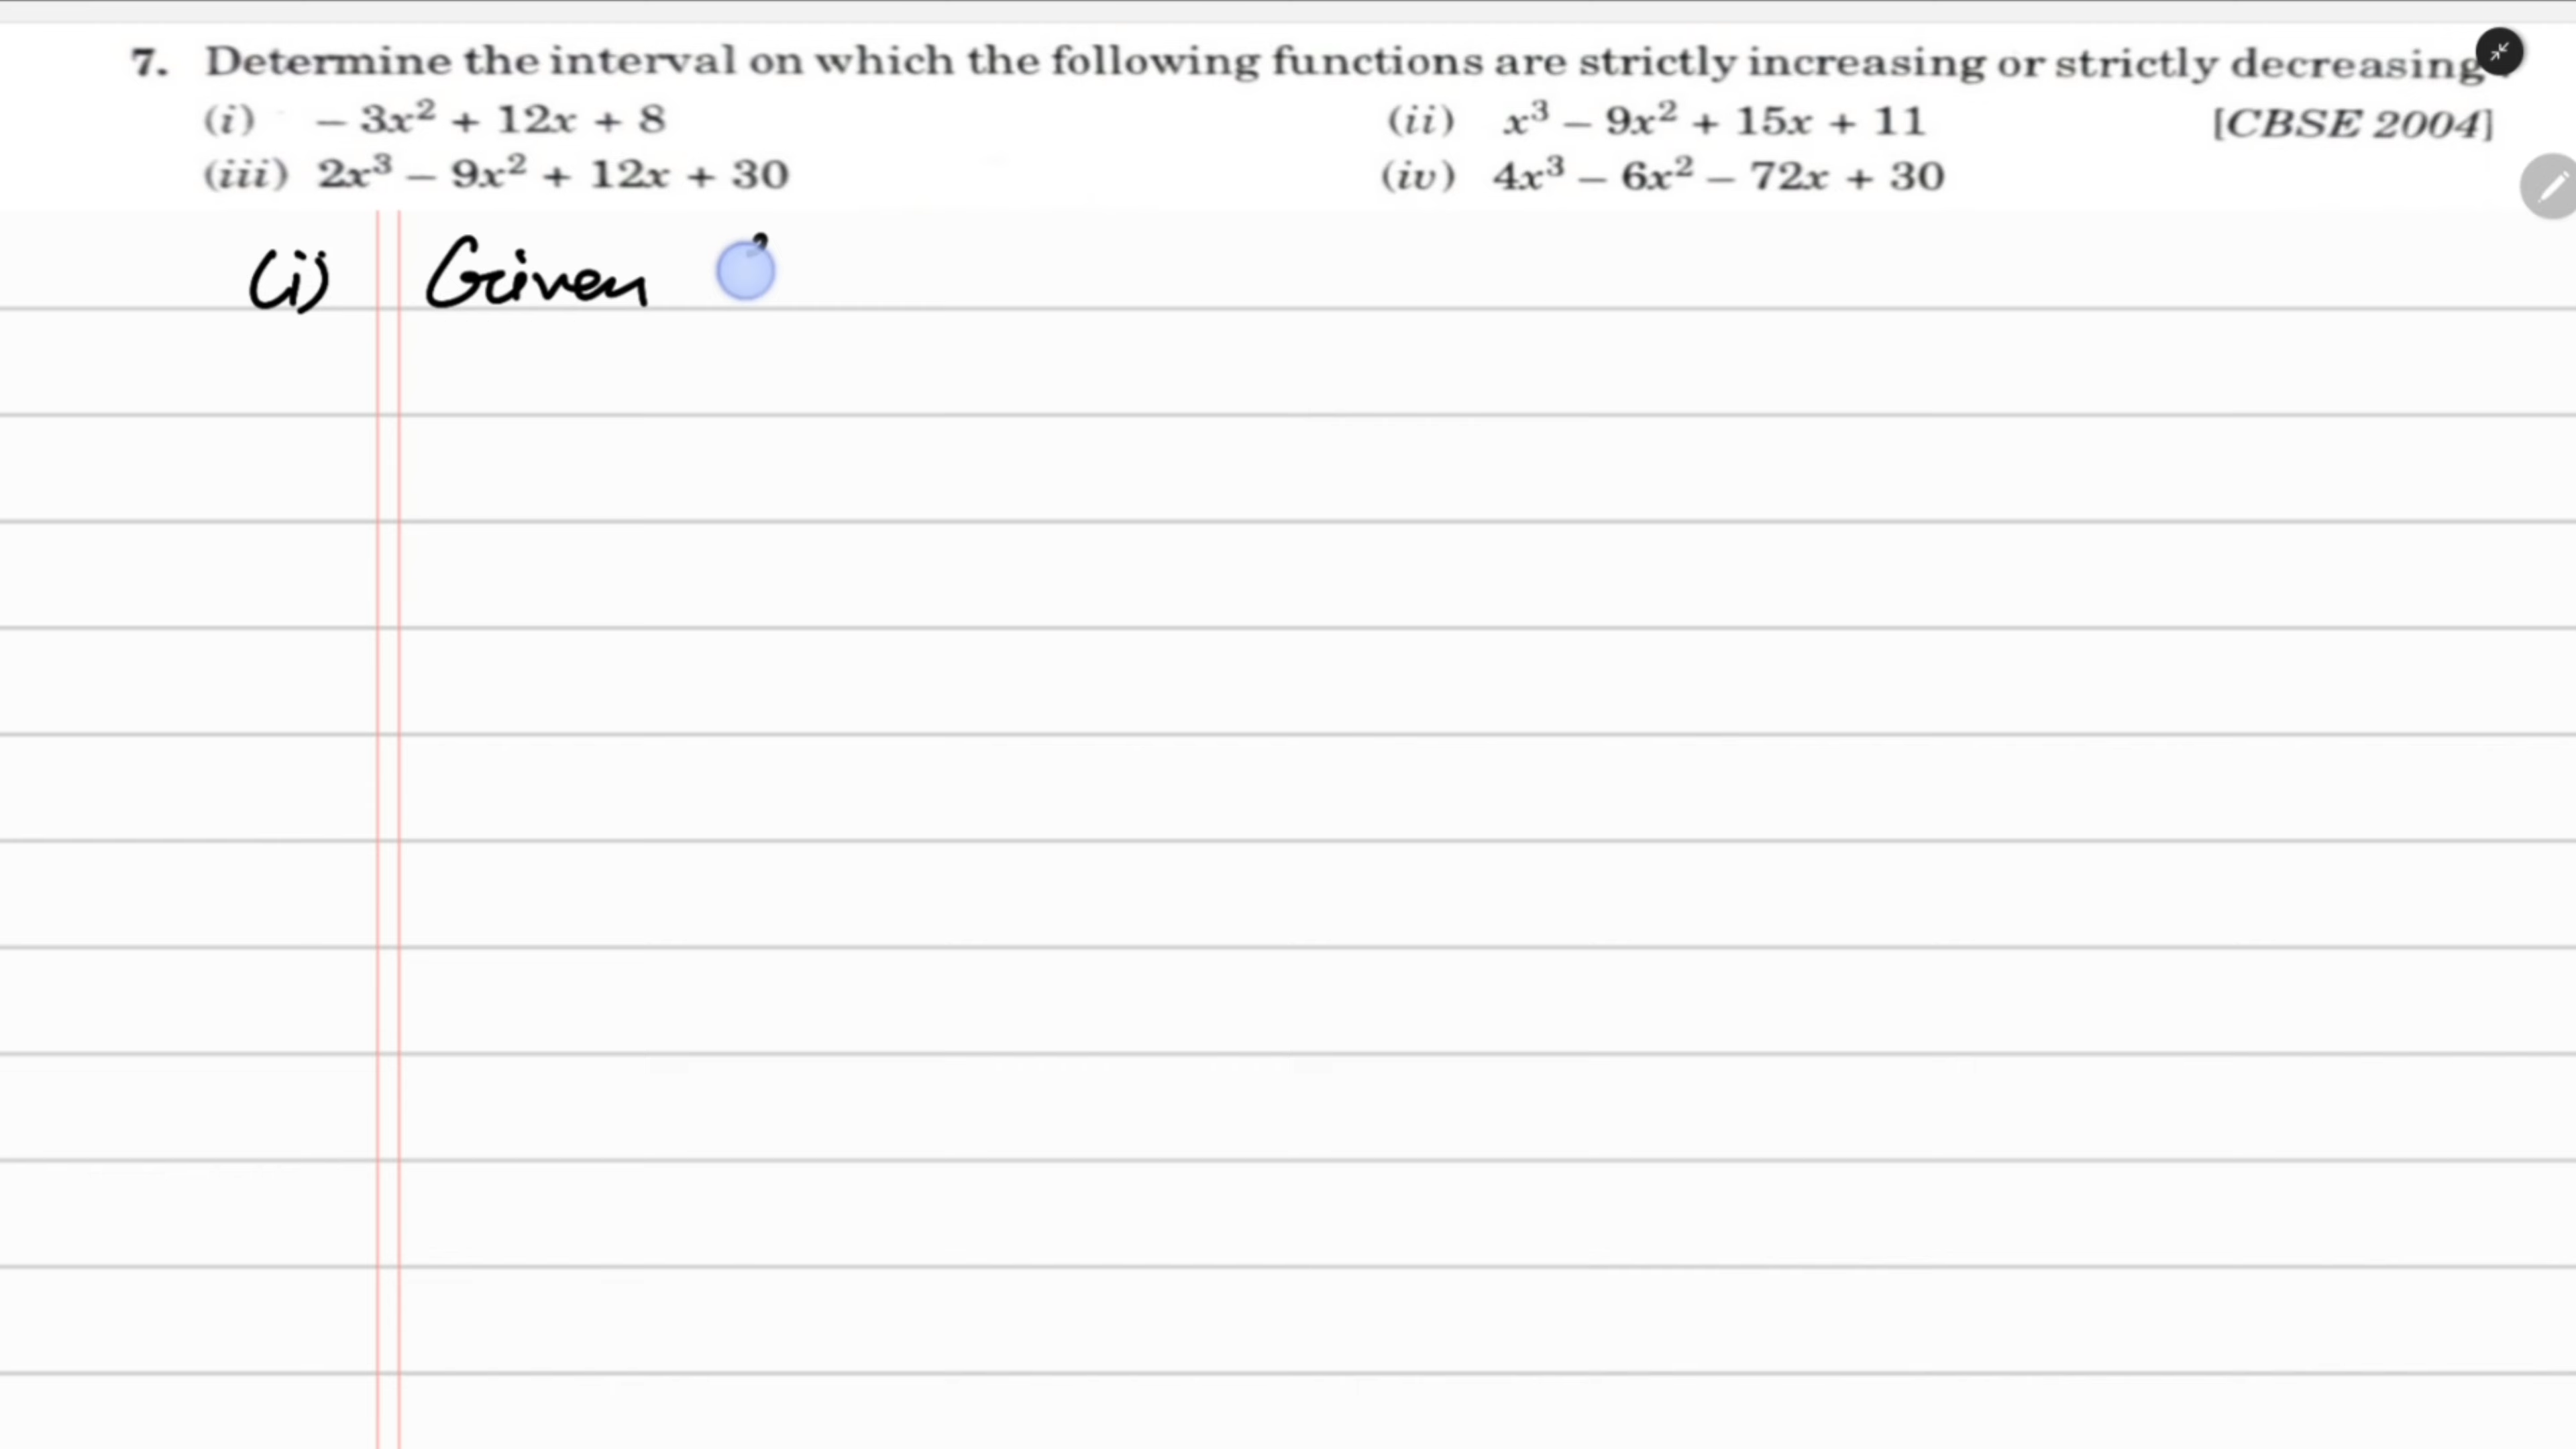 7. Determine the interval on which the following functions are strictly increasing or strictly decreasing
(i) – 3x² + 12x + 8 (ii) x³ – 9x² + 15x + 11 [CBSE 2004]
(iii) 2x³ – 9x² + 12x + 30 (iv) 4x³ – 6x² – 72x + 30
(i) Given